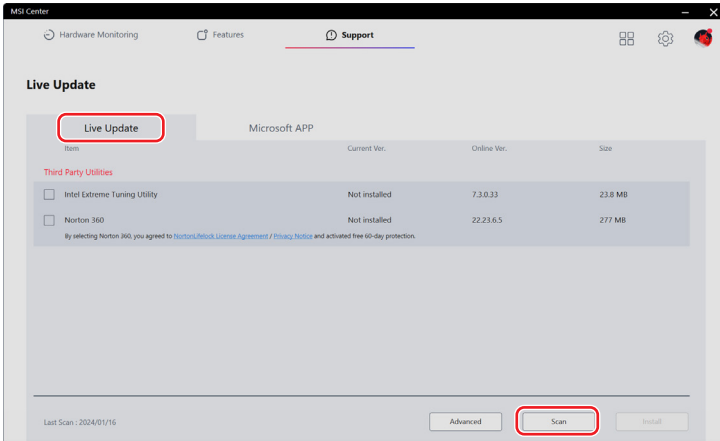 MSI Center
Hardware Monitoring Features Support
Live Update
Live Update Microsoft APP
Item Current Ver. Online Ver. Size
Third Party Utilities
Intel Extreme Tuning Utility Not installed 7.3.0.33 23.8 MB
Norton 360 Not installed 22.23.6.5 277 MB
By selecting Norton 360, you agreed to NortonLifelock License Agreement / Privacy Notice and activated free 60-day protection.
Last Scan : 2024/01/16 Advanced Scan Install